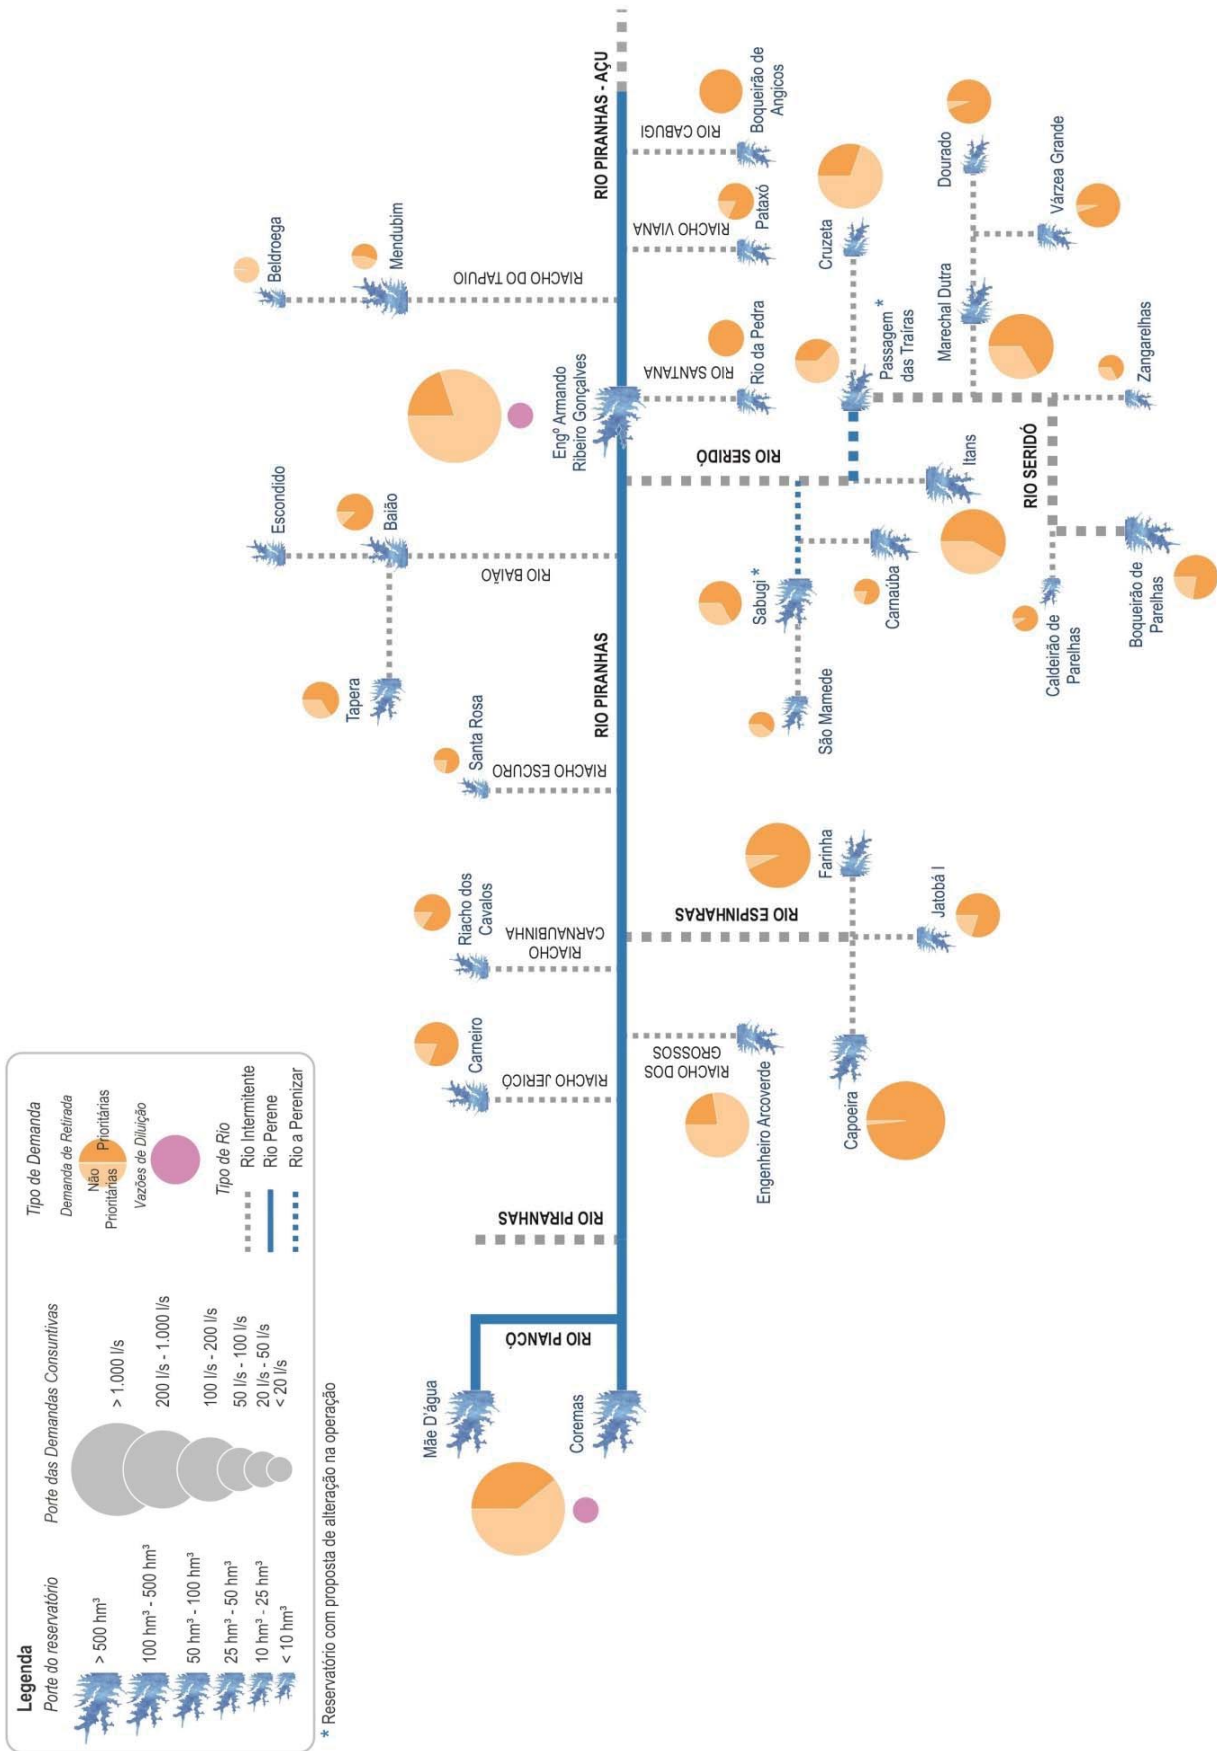 Legenda
Porte do reservatório
> 500 hm³
100 hm³ - 500 hm³
50 hm³ - 100 hm³
25 hm³ - 50 hm³
10 hm³ - 25 hm³
< 10 hm³
Porte das Demandas Consuntivas
> 1.000 l/s
200 l/s - 1.000 l/s
100 l/s - 200 l/s
50 l/s - 100 l/s
20 l/s - 50 l/s
< 20 l/s
Tipo de Demanda
Demanda de Retirada
Não
Prioritárias
Prioritárias
Vazões de Diluição
Tipo de Rio
Rio Intermitente
Rio Perene
Rio a Perenizar
* Reservatório com proposta de alteração na operação
Mãe D'água
Coremas
RIO PIANCÓ
RIO PIRANHAS
Carneiro
RIACHO JERICÓ
Riacho dos
Cavalos
RIACHO
CARNAUBINHA
Santa Rosa
RIACHO ESCURO
RIO PIRANHAS
Tapera
Escondido
Baião
RIO BAIÃO
Engº Armando
Ribeiro Gonçalves
Beldroega
Mendubim
RIACHO DO TAPUIO
RIO PIRANHAS - AÇU
Engenheiro Arcoverde
RIACHO DOS
GROSSOS
Capoeira
RIO ESPINHARAS
Farinha
Jatobá I
São Mamede
Sabugi *
Carnaúba
RIO SERIDÓ
Itans
Passagem *
das Traíras
Cruzeta
RIO SANTANA
Rio da Pedra
RIACHO VIANA
Pataxó
RIO CABUGI
Boqueirão de
Angicos
Marechal Dutra
Dourado
Várzea Grande
Zangarelhas
RIO SERIDÓ
Caldeirão de
Parelhas
Boqueirão de
Parelhas